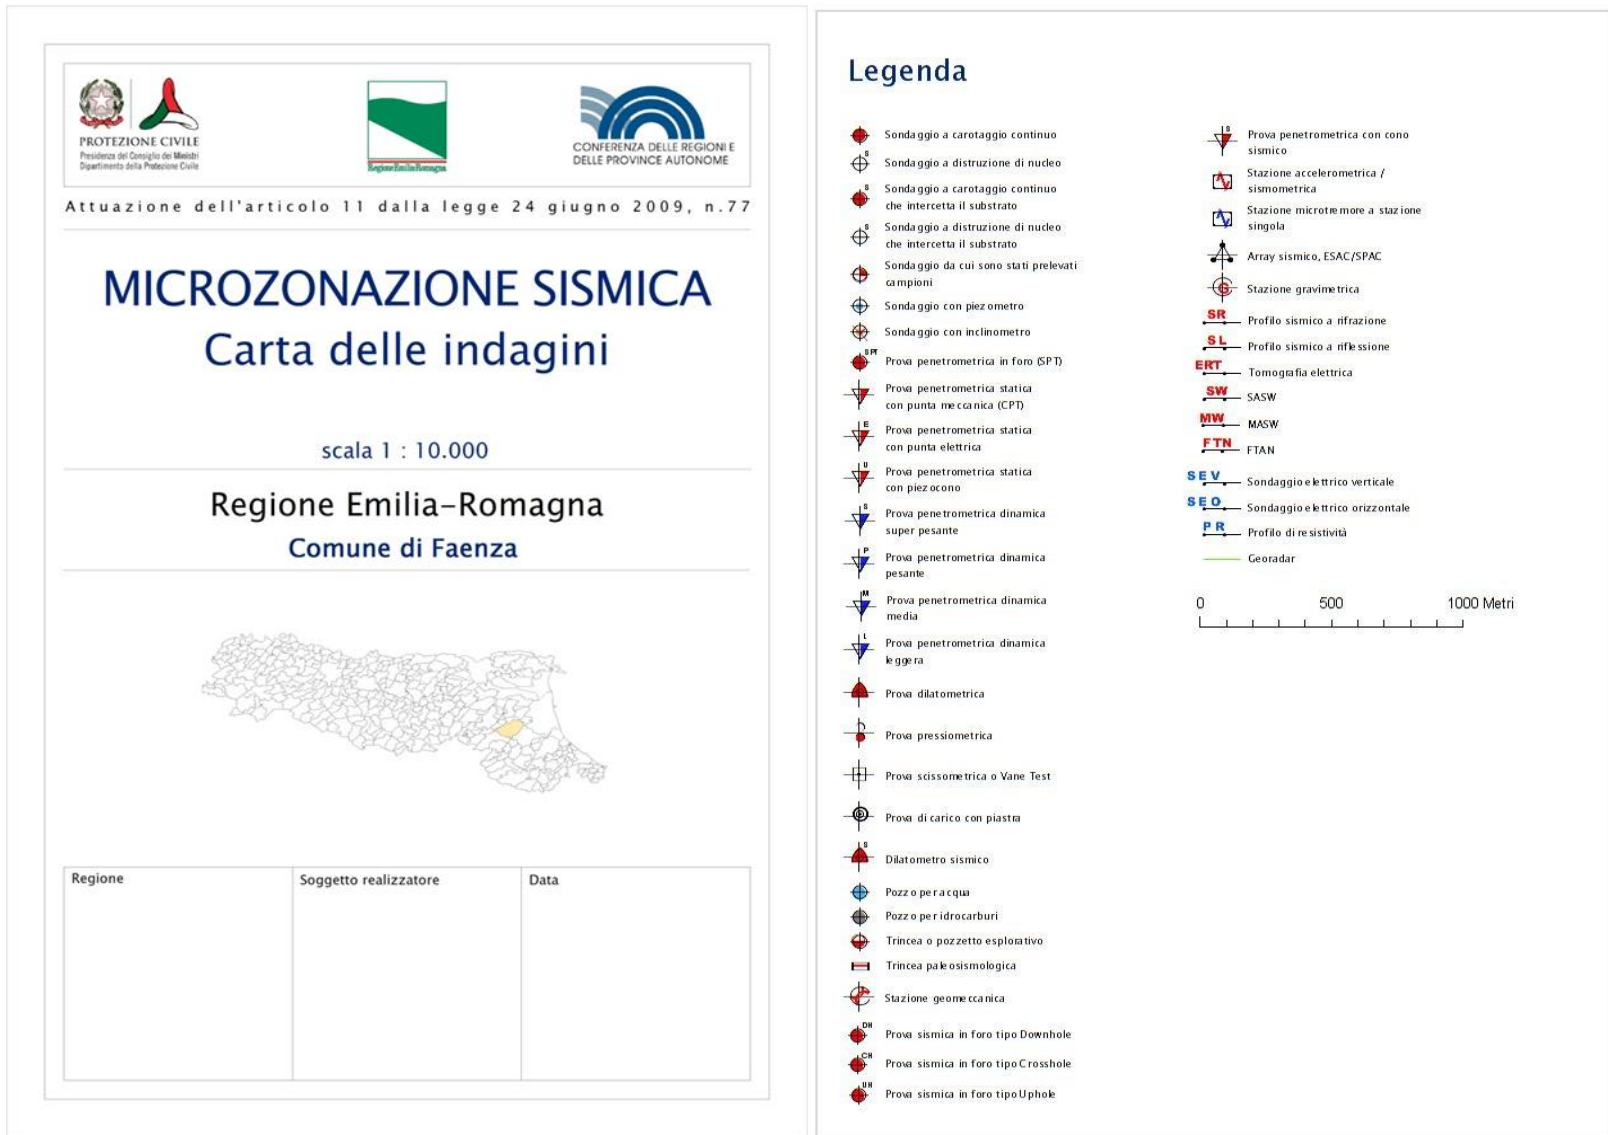 PROTEZIONE CIVILE
Presidenza del Consiglio dei Ministri
Dipartimento della Protezione Civile
RegioneEmiliaRomagna
CONFERENZA DELLE REGIONI E
DELLE PROVINCE AUTONOME
Attuazione dell'articolo 11 dalla legge 24 giugno 2009, n.77
MICROZONAZIONE SISMICA
Carta delle indagini
scala 1 : 10.000
Regione Emilia-Romagna
Comune di Faenza
Regione
Soggetto realizzatore
Data
Legenda
Sondaggio a carotaggio continuo
S
Sondaggio a distruzione di nucleo
S
Sondaggio a carotaggio continuo
che intercetta il substrato
S
Sondaggio a distruzione di nucleo
che intercetta il substrato
Sondaggio da cui sono stati prelevati
campioni
Sondaggio con piezometro
Sondaggio con inclinometro
SPT
Prova penetrometrica in foro (SPT)
Prova penetrometrica statica
con punta meccanica (CPT)
E
Prova penetrometrica statica
con punta elettrica
U
Prova penetrometrica statica
con piezocono
S
Prova penetrometrica dinamica
super pesante
P
Prova penetrometrica dinamica
pesante
M
Prova penetrometrica dinamica
media
L
Prova penetrometrica dinamica
leggera
Prova dilatometrica
Prova pressiometrica
Prova scissometrica o Vane Test
Prova di carico con piastra
S
Dilatometro sismico
Pozzo per acqua
Pozzo per idrocarburi
Trincea o pozzetto esplorativo
Trincea paleosismologica
Stazione geomeccanica
DH
Prova sismica in foro tipo Downhole
CH
Prova sismica in foro tipo Crosshole
UH
Prova sismica in foro tipo Uphole
S
Prova penetrometrica con cono
sismico
Stazione accelerometrica /
sismometrica
Stazione microtremore a stazione
singola
Array sismico, ESAC/SPAC
G
Stazione gravimetrica
SR
Profilo sismico a rifrazione
SL
Profilo sismico a riflessione
ERT
Tomografia elettrica
SW
SASW
MW
MASW
FTN
FTAN
SEV
Sondaggio elettrico verticale
SEO
Sondaggio elettrico orizzontale
PR
Profilo di resistività
Georadar
0 500 1000 Metri